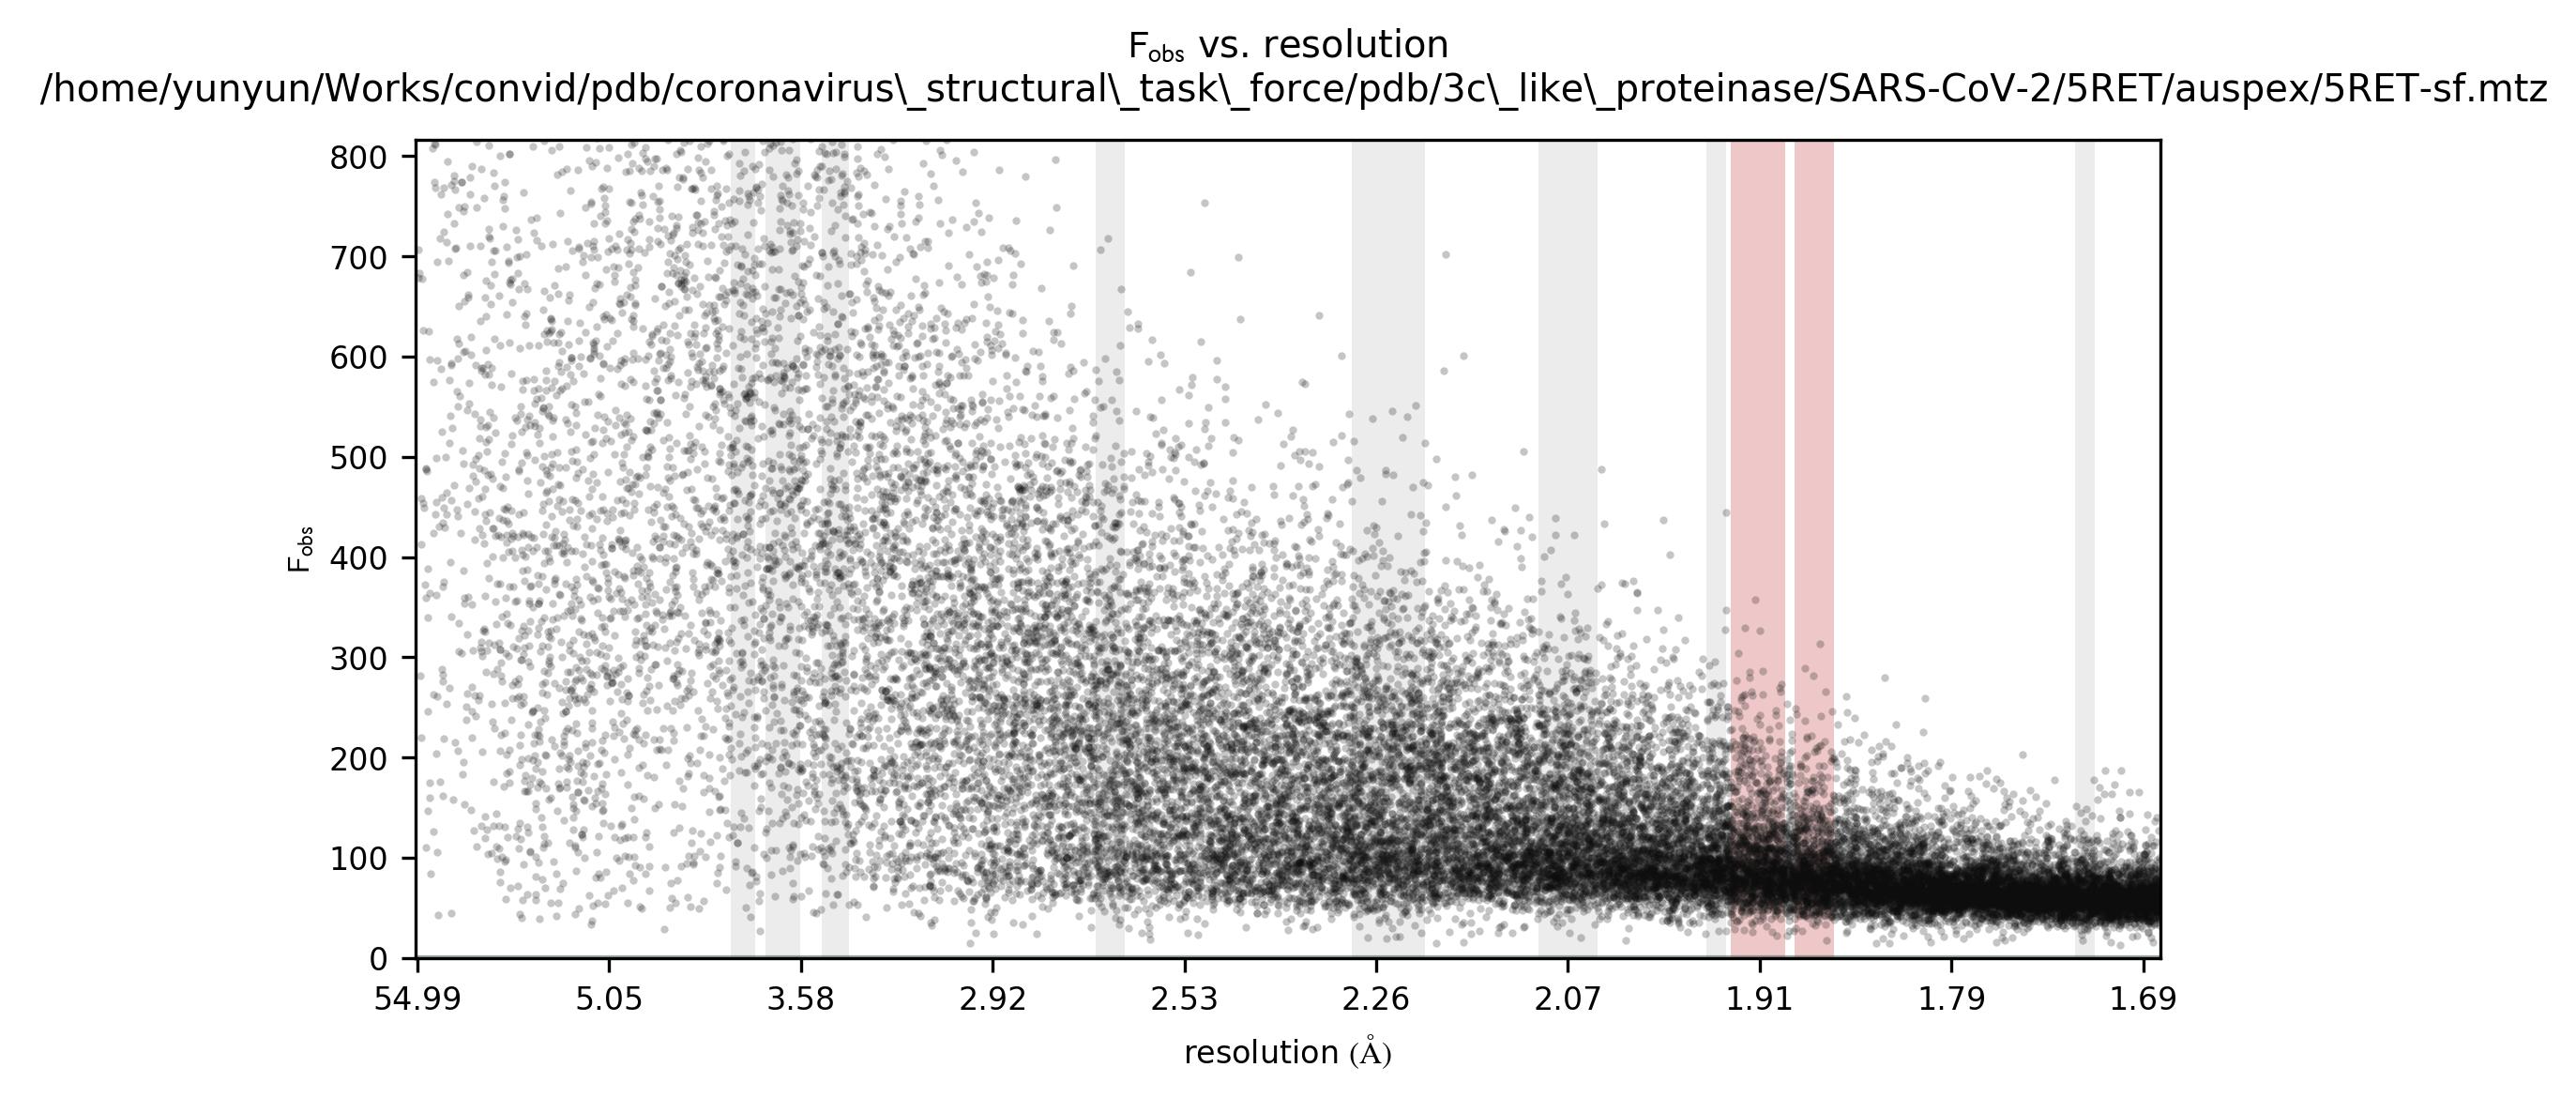 Fobs vs. resolution
/home/yunyun/Works/convid/pdb/coronavirus\_structural\_task\_force/pdb/3c\_like\_proteinase/SARS-CoV-2/5RET/auspex/5RET-sf.mtz
800
700
600
500
400
300
200
100
0
Fobs
54.99 5.05 3.58 2.92 2.53 2.26 2.07 1.91 1.79 1.69
resolution (Å)